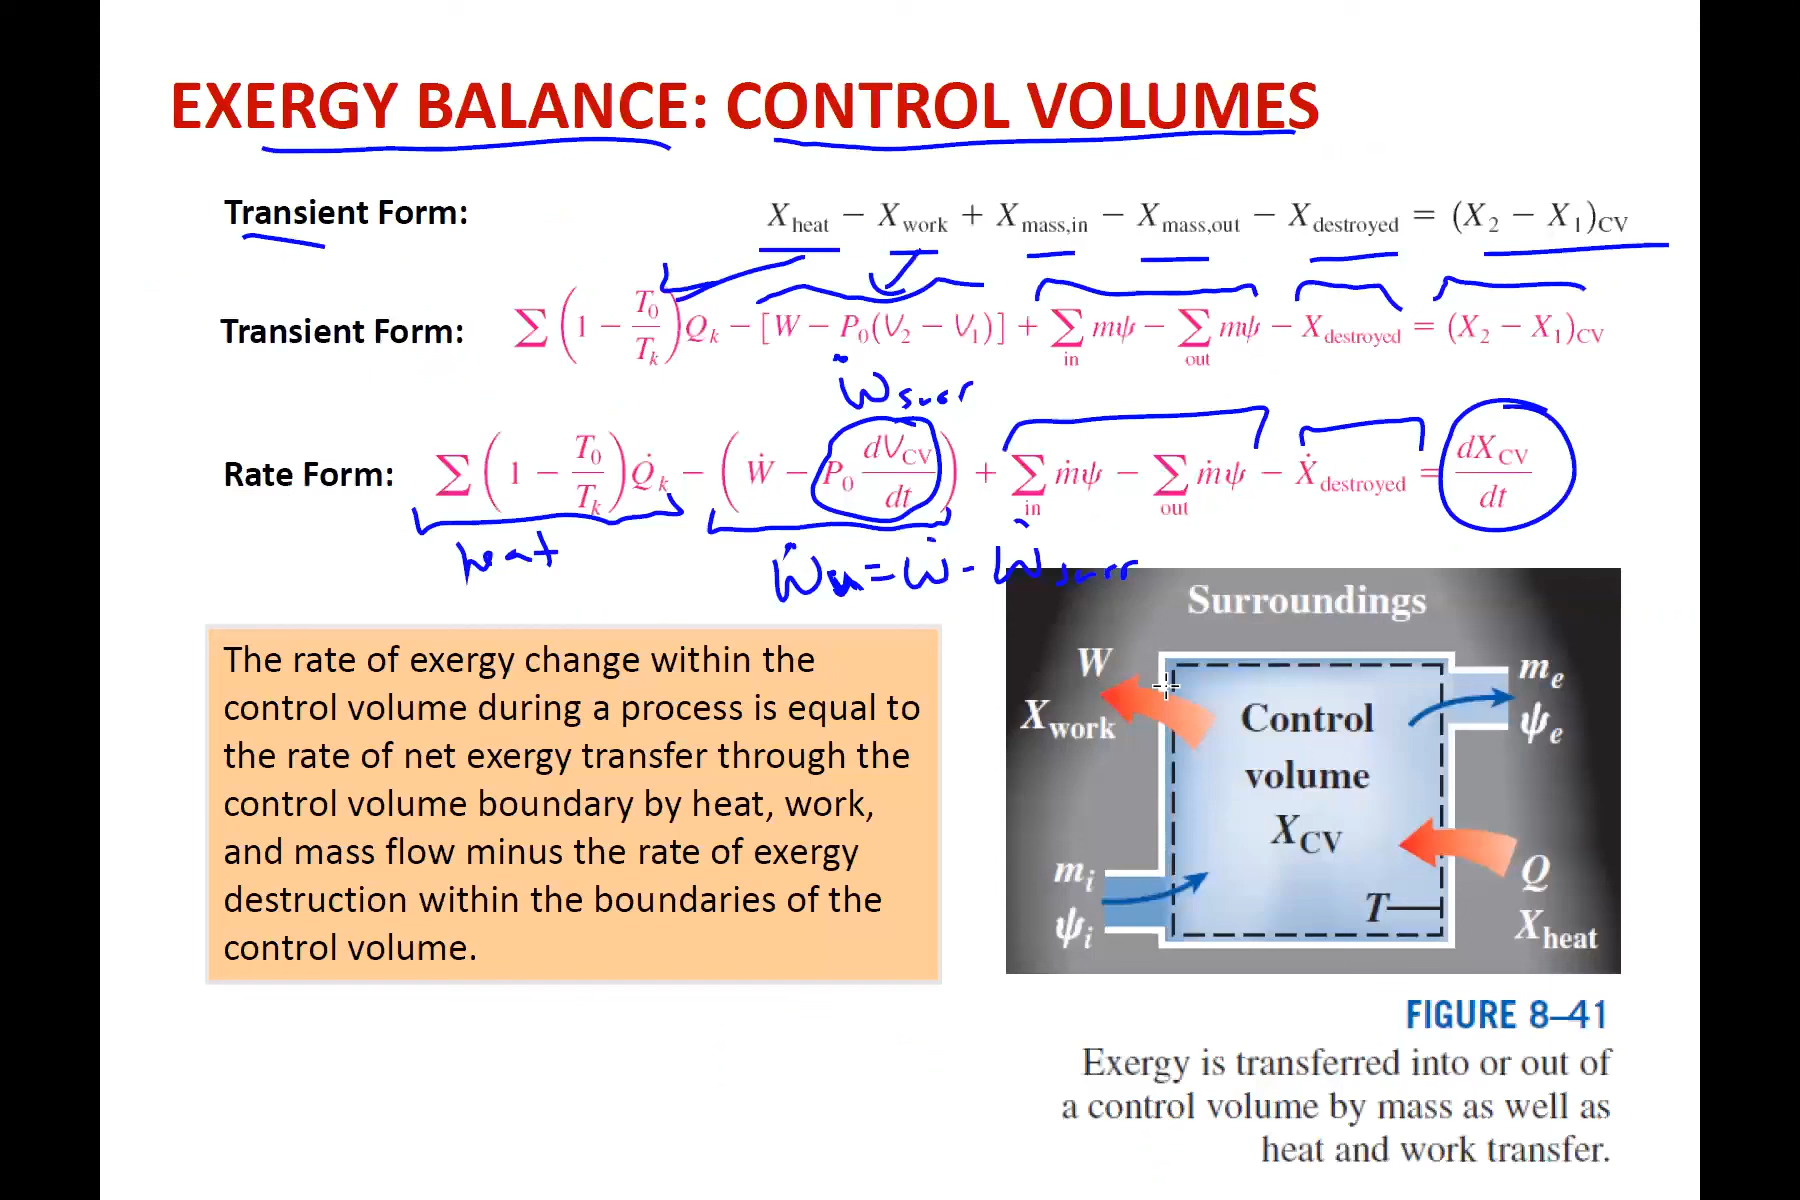 EXERGY BALANCE: CONTROL VOLUMES
Transient Form: X_heat − X_work + X_mass,in − X_mass,out − X_destroyed = (X_2 − X_1)_CV
Transient Form: ∑ (1 − T_0/T_k) Q_k − [W − P_0(V_2 − V_1)] + ∑_in mψ − ∑_out mψ − X_destroyed = (X_2 − X_1)_CV
Ẇ_surr
Rate Form: ∑ (1 − T_0/T_k) Q̇_k − (Ẇ − P_0 dV_CV/dt) + ∑_in ṁψ − ∑_out ṁψ − Ẋ_destroyed = dX_CV/dt
heat
Ẇ_u = Ẇ - Ẇ_surr
The rate of exergy change within the
control volume during a process is equal to
the rate of net exergy transfer through the
control volume boundary by heat, work,
and mass flow minus the rate of exergy
destruction within the boundaries of the
control volume.
Surroundings
W
X_work
m_e
ψ_e
Control
volume
X_CV
m_i
ψ_i
T
Q
X_heat
FIGURE 8–41
Exergy is transferred into or out of
a control volume by mass as well as
heat and work transfer.